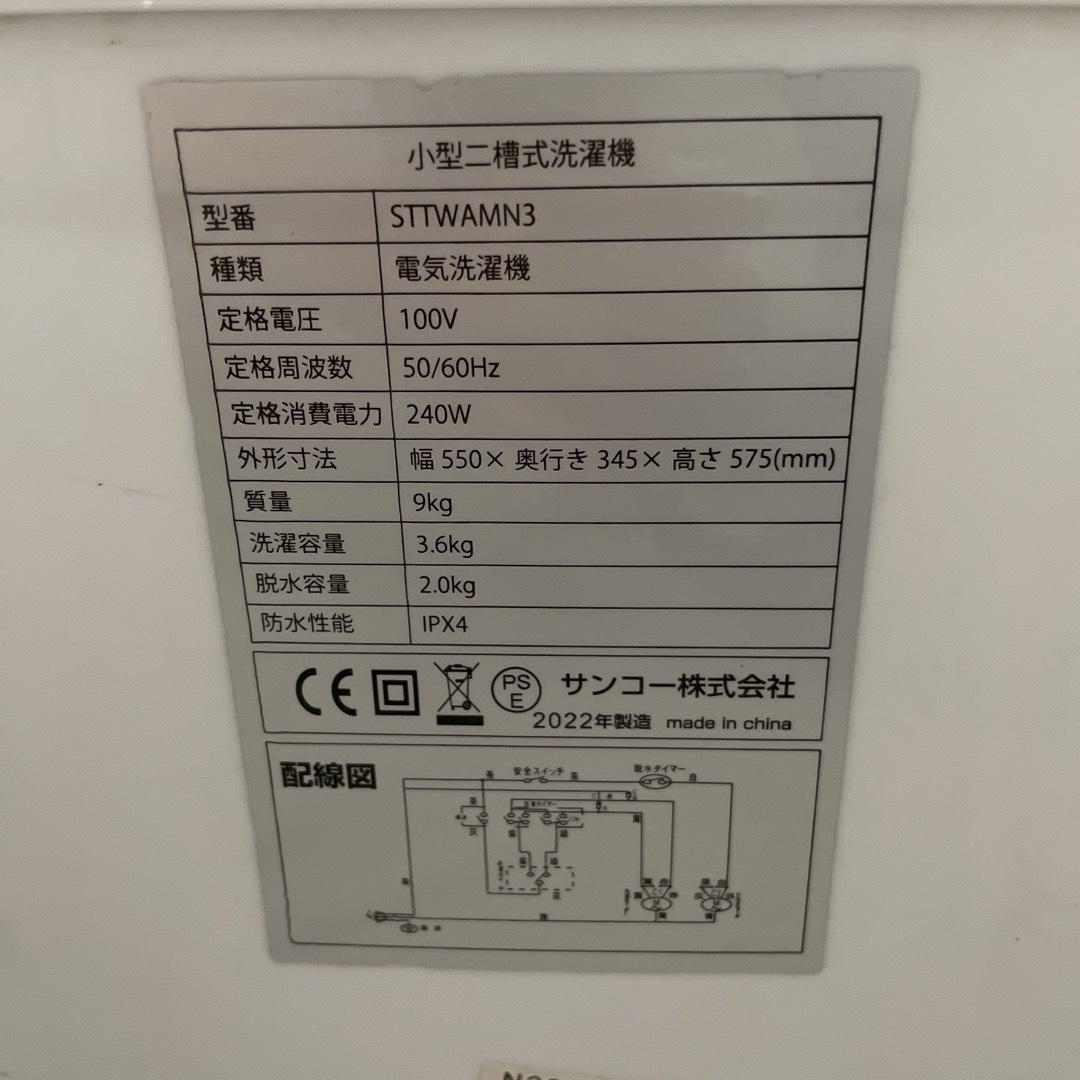 小型二槽式洗濯機
型番 STTWAMN3
種類 電気洗濯機
定格電圧 100V
定格周波数 50/60Hz
定格消費電力 240W
外形寸法 幅 550× 奥行き 345× 高さ 575(mm)
質量 9kg
洗濯容量 3.6kg
脱水容量 2.0kg
防水性能 IPX4
CE PS E サンコー株式会社
2022年製造 made in china
配線図
茶 安全スイッチ 茶 脱水タイマー 白